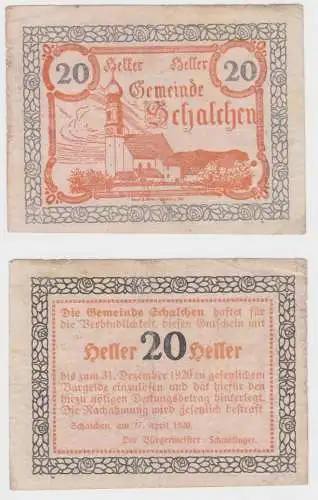 20 Heller Heller 20
Gemeinde
Schalchen
Die Gemeinde Schalchen haftet für
die Verbindlichkeit, diesen Gutschein mit
Heller 20 Heller
bis zum 31. Dezember 1920 in gesetzlichem
Bargelde einzulösen und hat hiefür den
hiezu nötigen Deckungsbetrag hinterlegt.
Die Nachahmung wird gesetzlich bestraft
Schalchen, am 27. April 1920.
Der Bürgermeister: